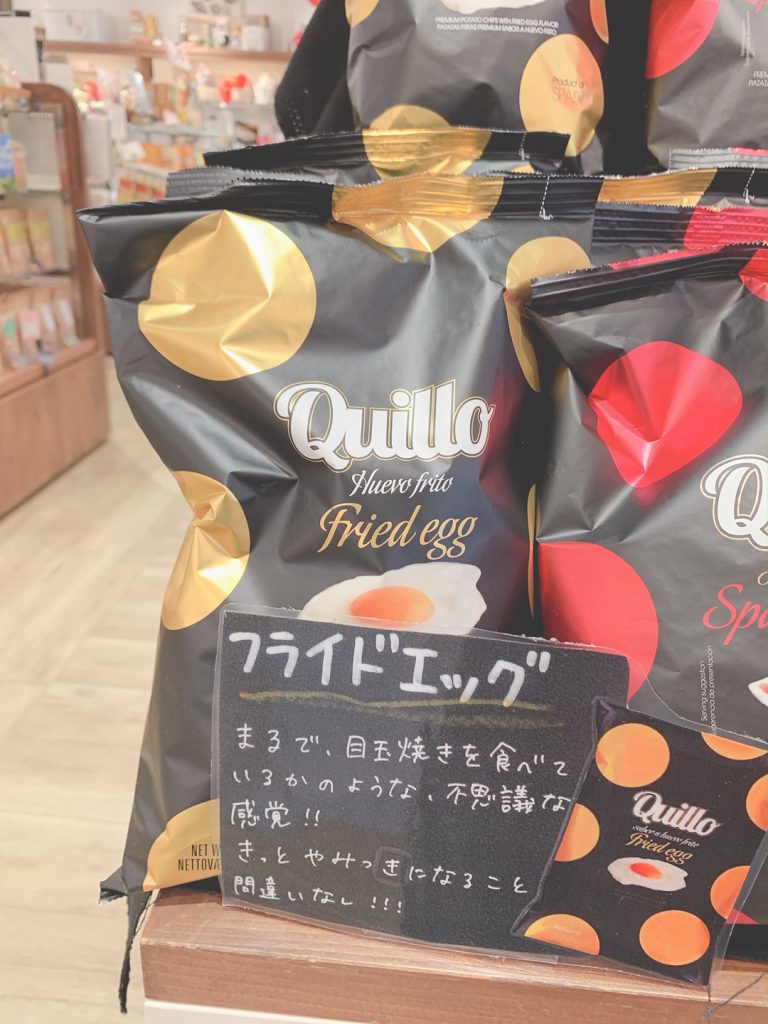 PREMIUM POTATO CHIPS WITH FRIED EGG FLAVOR
PATATAS FRITAS PREMIUM SABOR A HUEVO FRITO
Product of
SPAIN
Quillo
Huevo frito
Fried egg
NET W
NETTOVÆ
フライドエッグ
まるで、目玉焼きを食べて
いるかのような、不思議な
感覚!!
きっとやみつきになること
間違いなし!!!
Quillo
sabor a huevo frito
Fried egg
Qu
Spa
Serving suggestion